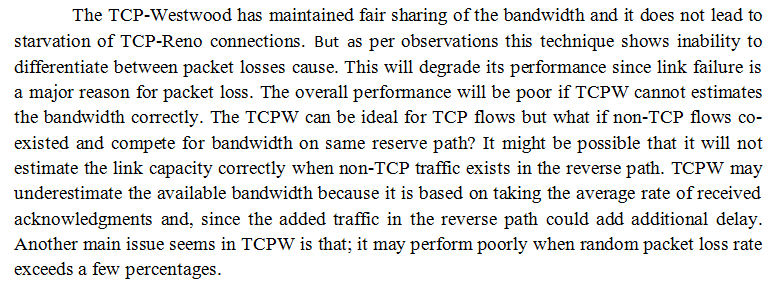 The TCP-Westwood has maintained fair sharing of the bandwidth and it does not lead to
starvation of TCP-Reno connections. But as per observations this technique shows inability to
differentiate between packet losses cause. This will degrade its performance since link failure is
a major reason for packet loss. The overall performance will be poor if TCPW cannot estimates
the bandwidth correctly. The TCPW can be ideal for TCP flows but what if non-TCP flows co-
existed and compete for bandwidth on same reserve path? It might be possible that it will not
estimate the link capacity correctly when non-TCP traffic exists in the reverse path. TCPW may
underestimate the available bandwidth because it is based on taking the average rate of received
acknowledgments and, since the added traffic in the reverse path could add additional delay.
Another main issue seems in TCPW is that; it may perform poorly when random packet loss rate
exceeds a few percentages.